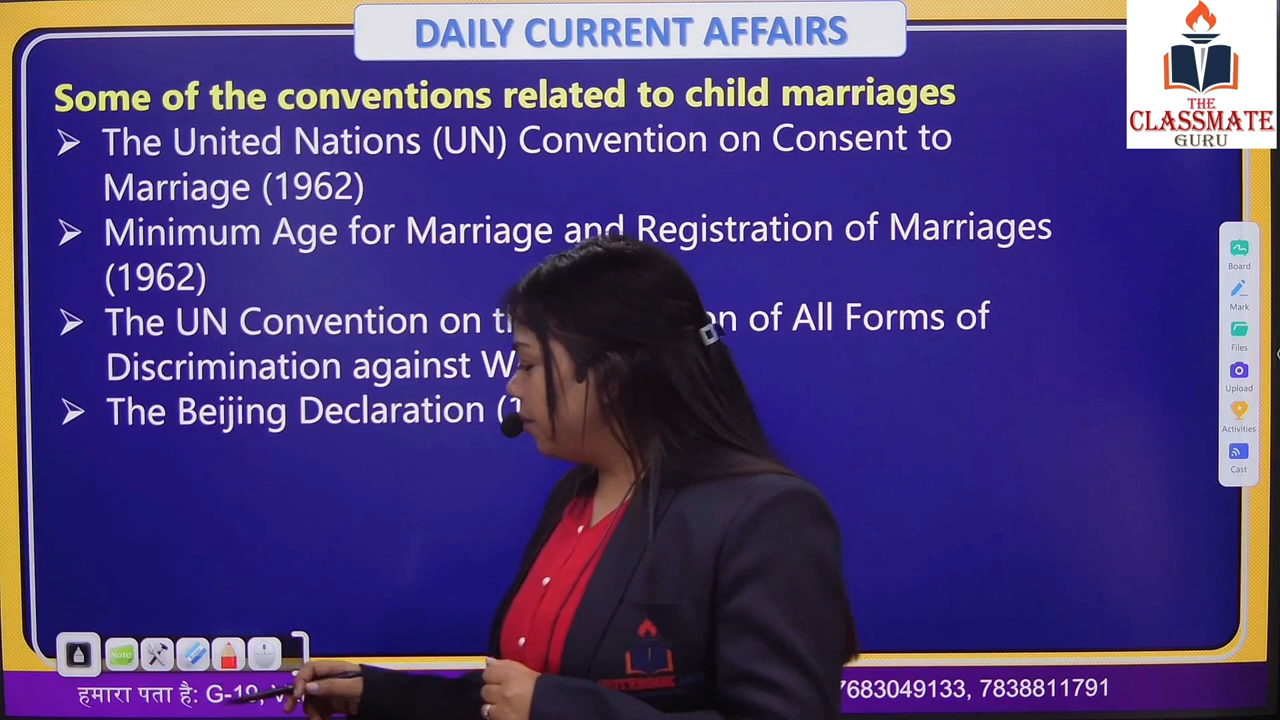 DAILY CURRENT AFFAIRS
THE
CLASSMATE
GURU
Some of the conventions related to child marriages
➤ The United Nations (UN) Convention on Consent to
Marriage (1962)
➤ Minimum Age for Marriage and Registration of Marriages
(1962)
➤ The UN Convention on of All Forms of
Discrimination against
➤ The Beijing Declaration
Board
Mark
Files
Upload
Activities
Cast
Note
हमारा पता है: G-19,
7683049133, 7838811791